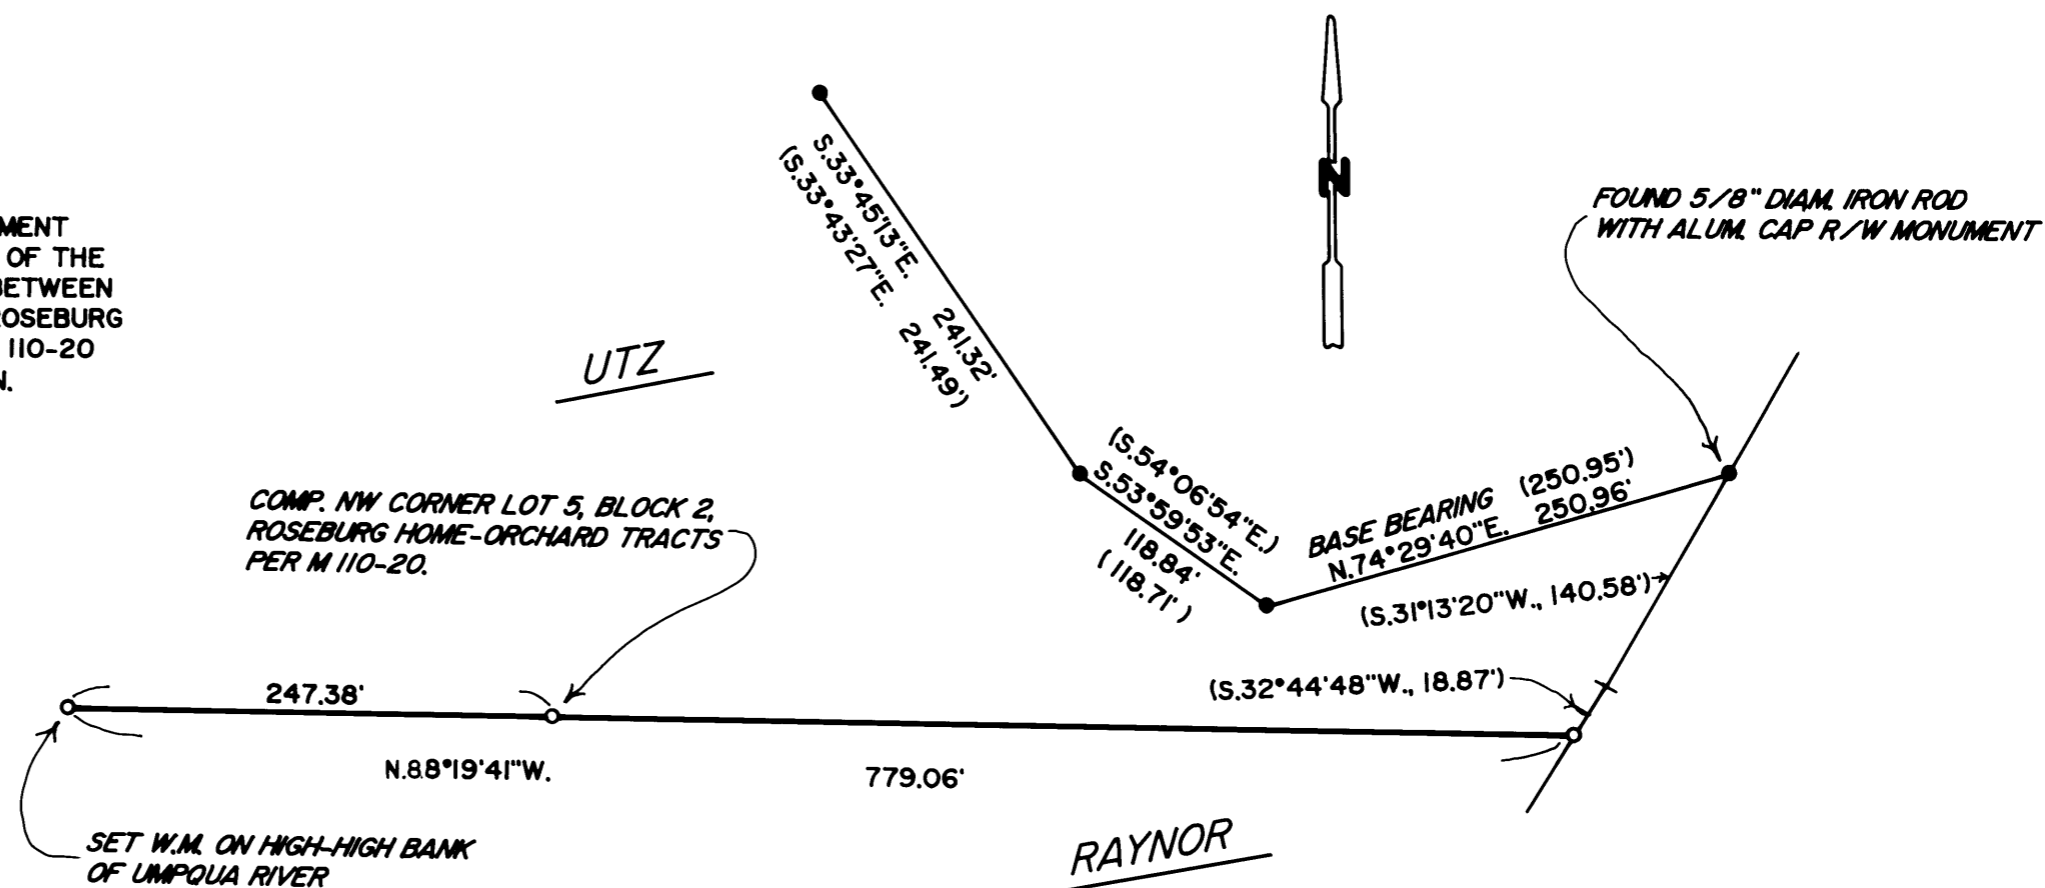 MENT
OF THE
BETWEEN
ROSEBURG
110-20
N.
UTZ
S.33°45'13"E. 241.32'
(S.33°43'27"E. 241.49')
N
FOUND 5/8" DIAM. IRON ROD
WITH ALUM. CAP R/W MONUMENT
(S.54°06'54"E.)
S.53°59'53"E.
118.84'
(118.71')
BASE BEARING (250.95')
N.74°29'40"E. 250.96'
(S.31°13'20"W., 140.58')
(S.32°44'48"W., 18.87')
COMP. NW CORNER LOT 5, BLOCK 2,
ROSEBURG HOME-ORCHARD TRACTS
PER M 110-20.
247.38'
N.88°19'41"W.
779.06'
SET W.M. ON HIGH-HIGH BANK
OF UMPQUA RIVER
RAYNOR